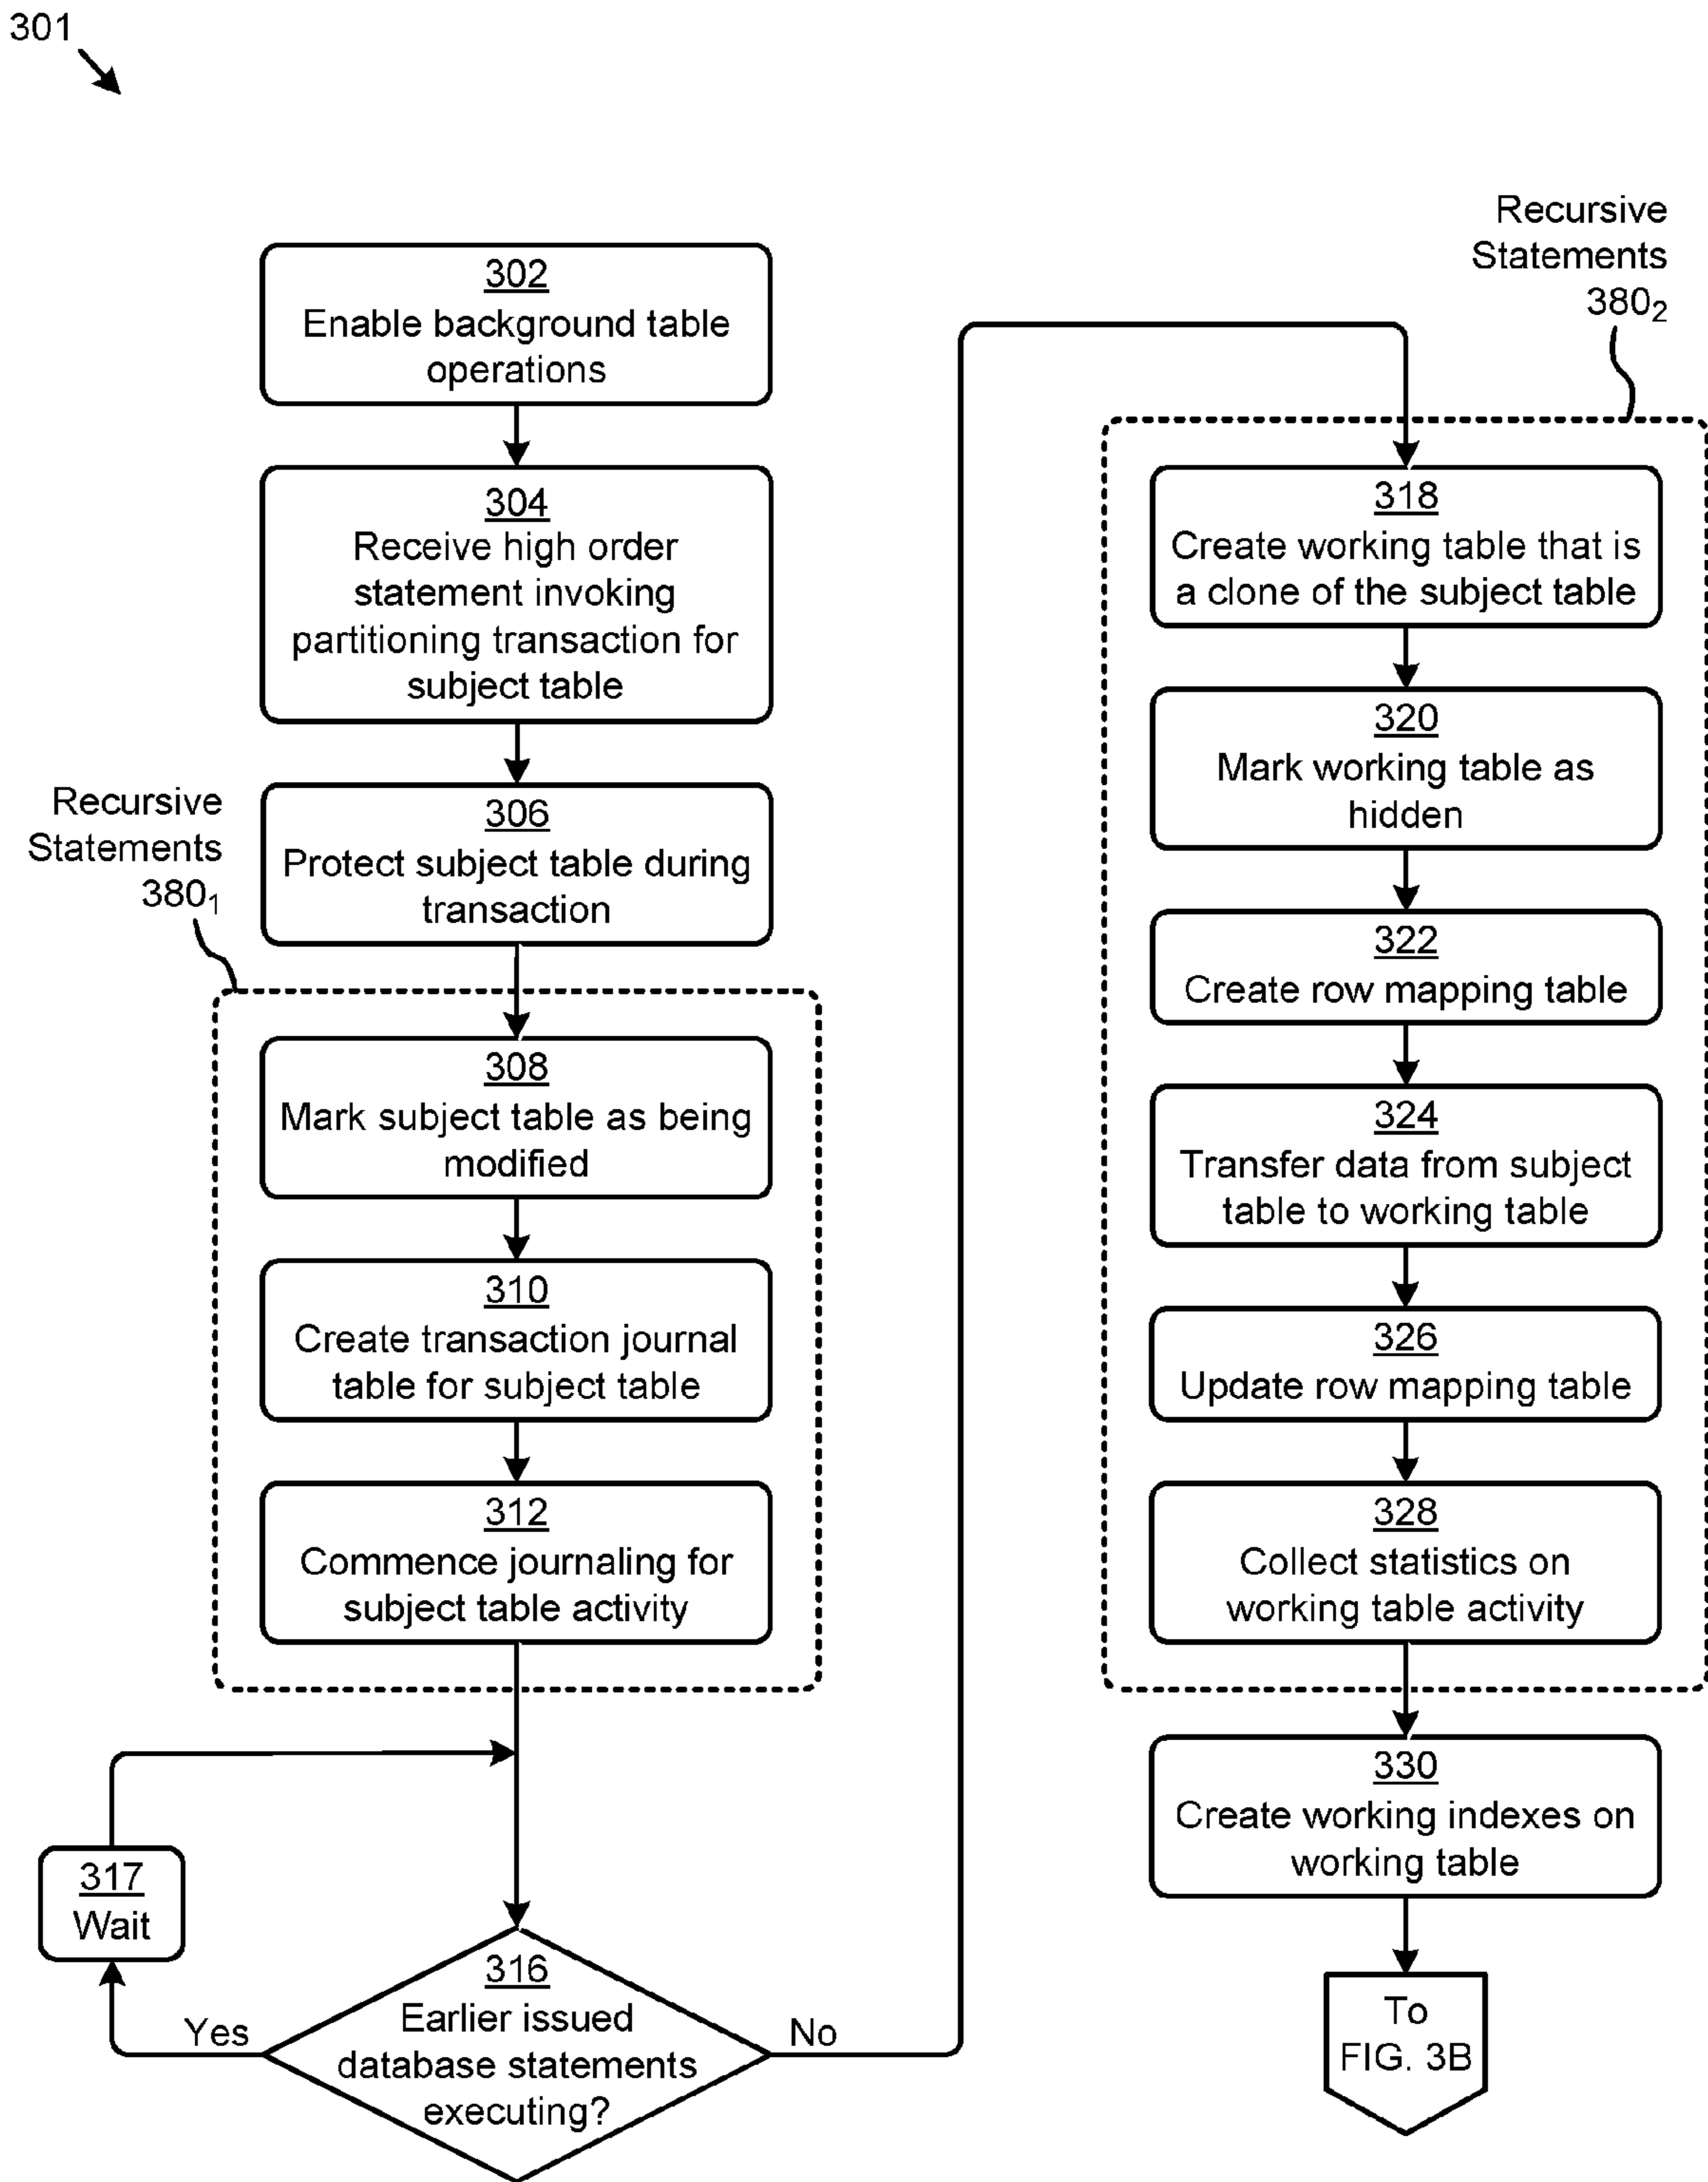 301
302
Enable background table
operations
304
Receive high order
statement invoking
partitioning transaction for
subject table
306
Protect subject table during
transaction
Recursive
Statements
380₁
308
Mark subject table as being
modified
310
Create transaction journal
table for subject table
312
Commence journaling for
subject table activity
317
Wait
316
Earlier issued
database statements
executing?
Yes
No
Recursive
Statements
380₂
318
Create working table that is
a clone of the subject table
320
Mark working table as
hidden
322
Create row mapping table
324
Transfer data from subject
table to working table
326
Update row mapping table
328
Collect statistics on
working table activity
330
Create working indexes on
working table
To
FIG. 3B